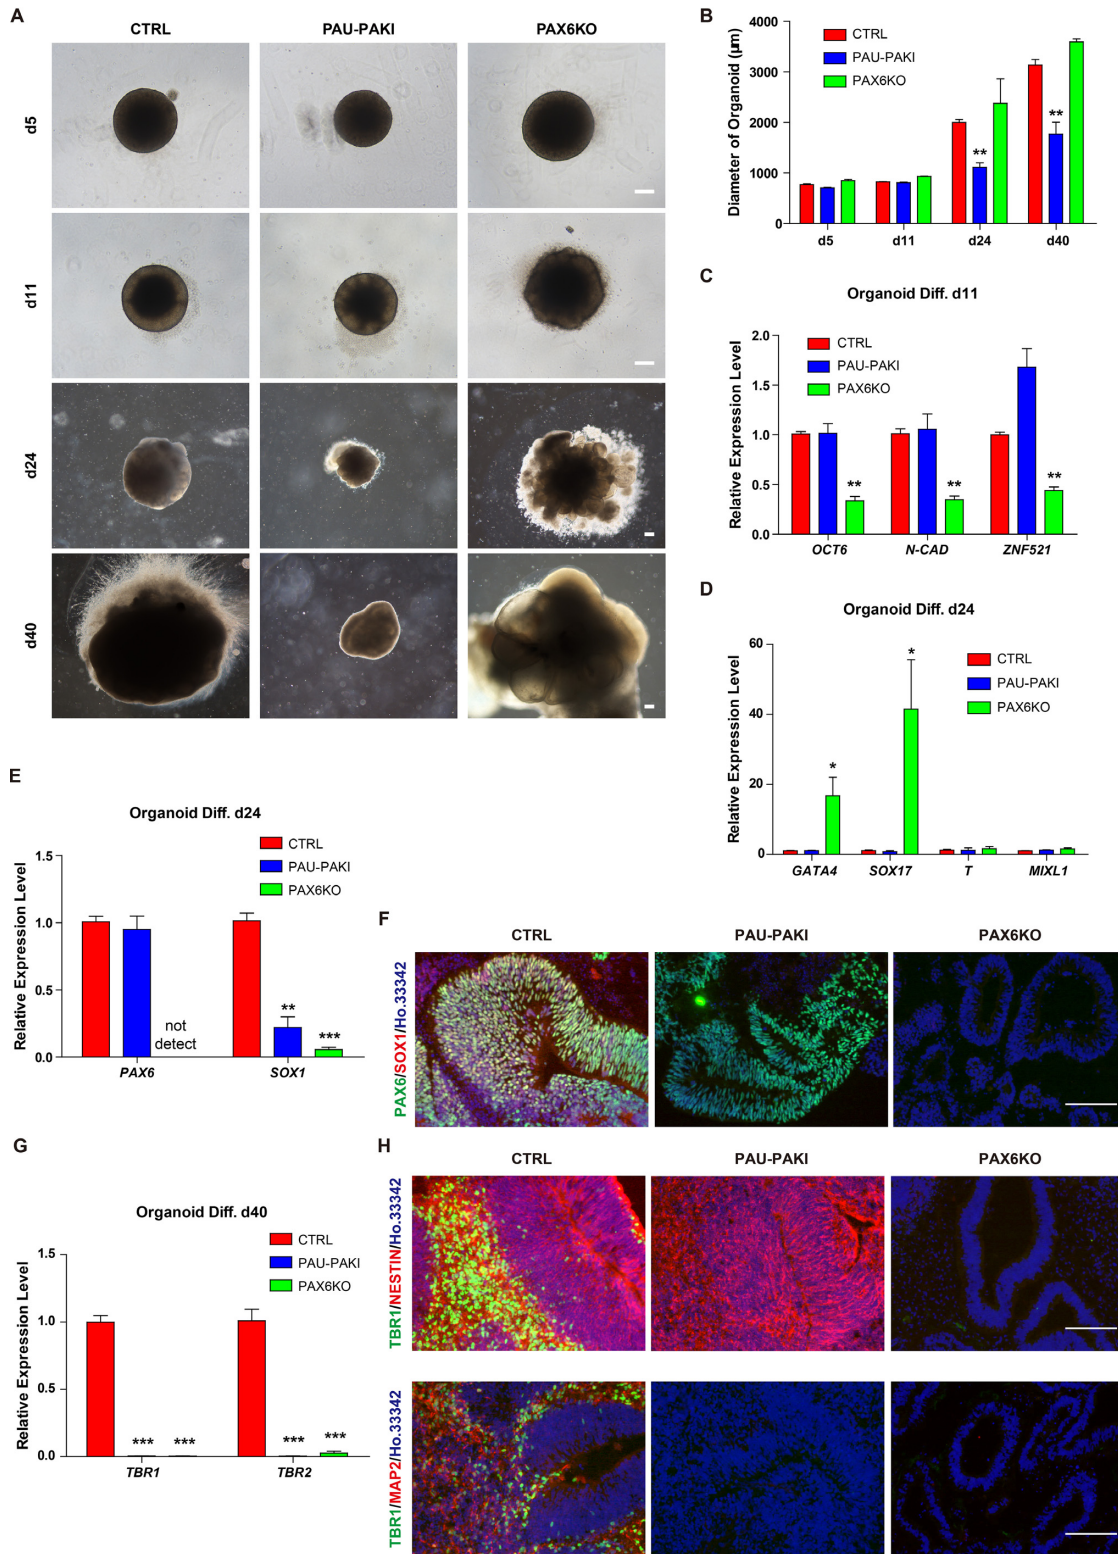 A
CTRL
PAU-PAKI
PAX6KO
d5
d11
d24
d40
B
Diameter of Organoid (μm)
4000
3000
2000
1000
0
CTRL
PAU-PAKI
PAX6KO
**
**
d5
d11
d24
d40
C
Organoid Diff. d11
Relative Expression Level
2.0
1.5
1.0
0.5
0.0
CTRL
PAU-PAKI
PAX6KO
**
**
**
OCT6
N-CAD
ZNF521
D
Organoid Diff. d24
Relative Expression Level
60
40
20
0
CTRL
PAU-PAKI
PAX6KO
*
*
GATA4
SOX17
T
MIXL1
E
Organoid Diff. d24
Relative Expression Level
1.5
1.0
0.5
0.0
CTRL
PAU-PAKI
PAX6KO
not
detect
**
***
PAX6
SOX1
F
CTRL
PAU-PAKI
PAX6KO
PAX6/SOX1/Ho.33342
G
Organoid Diff. d40
Relative Expression Level
1.5
1.0
0.5
0.0
CTRL
PAU-PAKI
PAX6KO
***
***
***
***
TBR1
TBR2
H
CTRL
PAU-PAKI
PAX6KO
TBR1/NESTIN/Ho.33342
TBR1/MAP2/Ho.33342